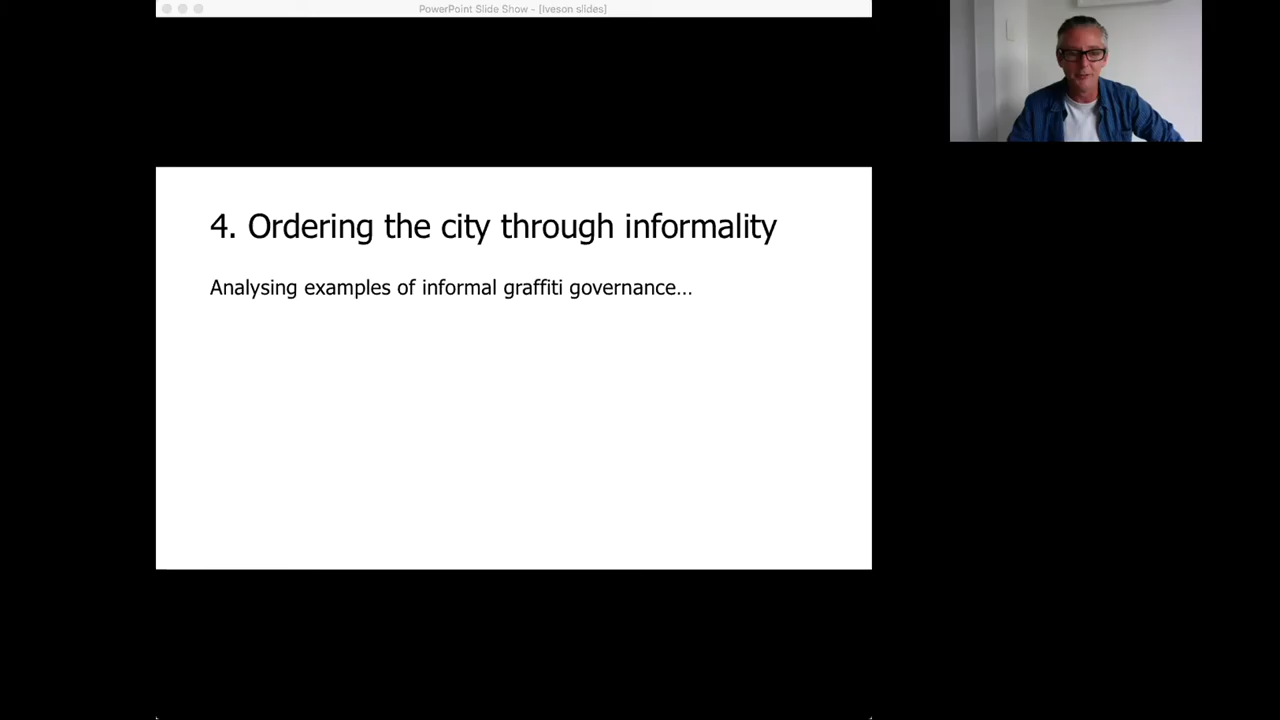 PowerPoint Slide Show - [Iveson slides]
4. Ordering the city through informality
Analysing examples of informal graffiti governance...